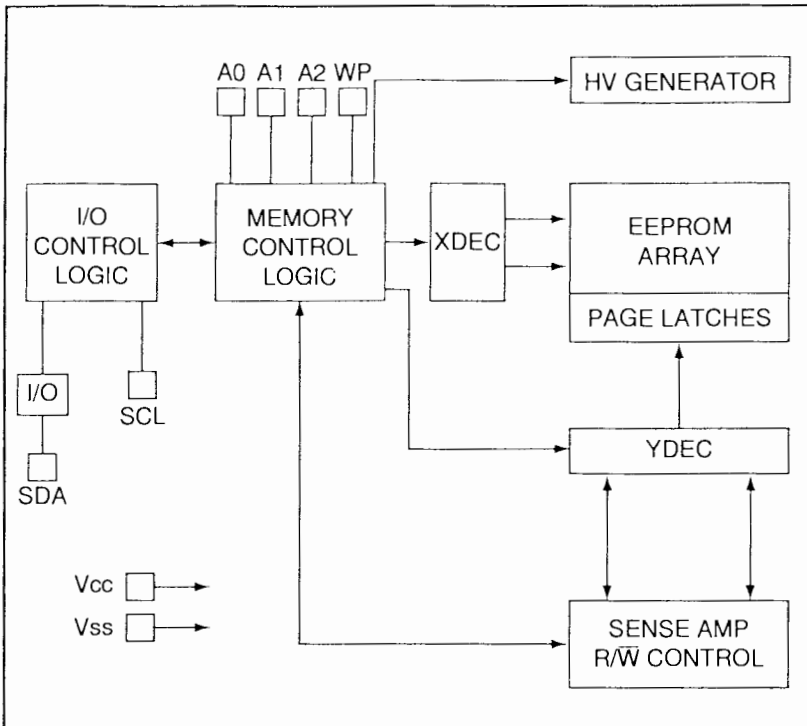 A0 A1 A2 WP
HV GENERATOR
I/O
CONTROL
LOGIC
MEMORY
CONTROL
LOGIC
XDEC
EEPROM
ARRAY
PAGE LATCHES
I/O
SCL
SDA
YDEC
Vcc
Vss
SENSE AMP
R/W̅ CONTROL